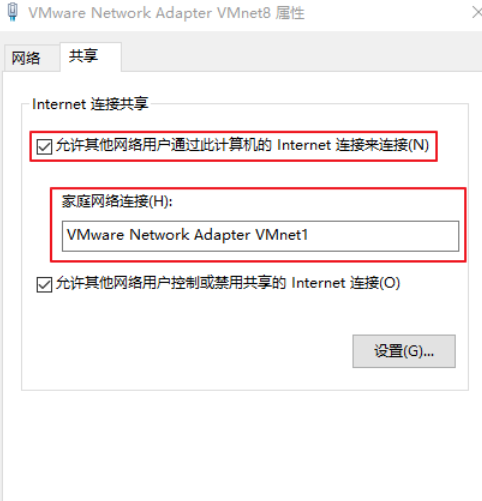 VMware Network Adapter VMnet8 属性
网络 共享
Internet 连接共享
允许其他网络用户通过此计算机的 Internet 连接来连接(N)
家庭网络连接(H):
VMware Network Adapter VMnet1
允许其他网络用户控制或禁用共享的 Internet 连接(O)
设置(G)...